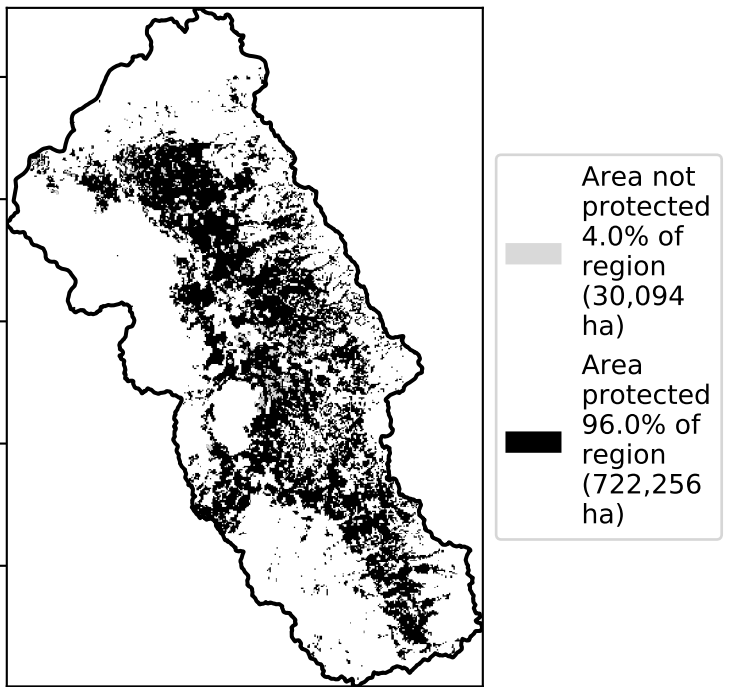 Area not
protected
4.0% of
region
(30,094
ha)
Area
protected
96.0% of
region
(722,256
ha)